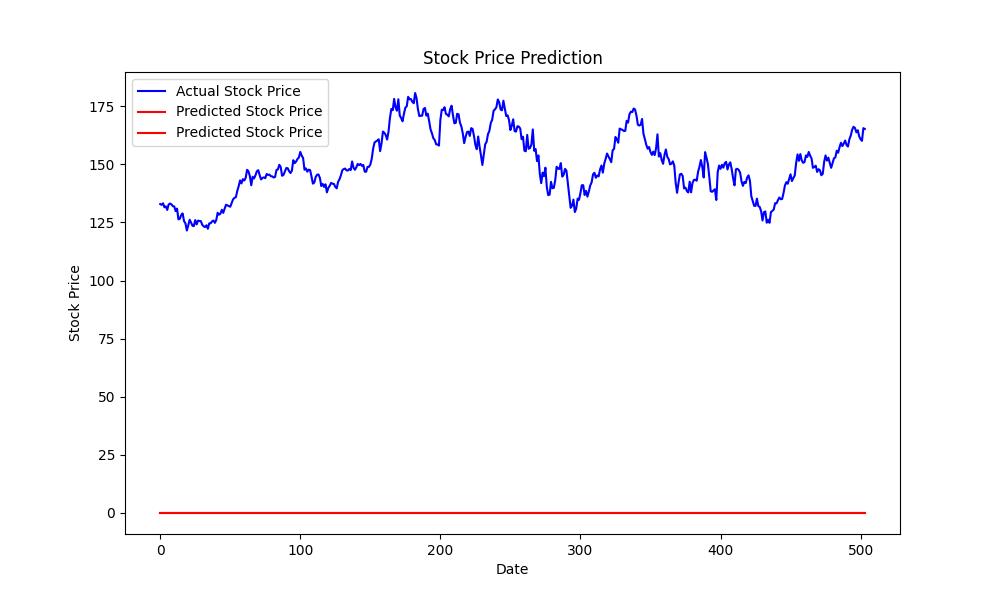 Stock Price Prediction
Actual Stock Price
Predicted Stock Price
Predicted Stock Price
175
150
125
100
75
50
25
0
Stock Price
0 100 200 300 400 500
Date